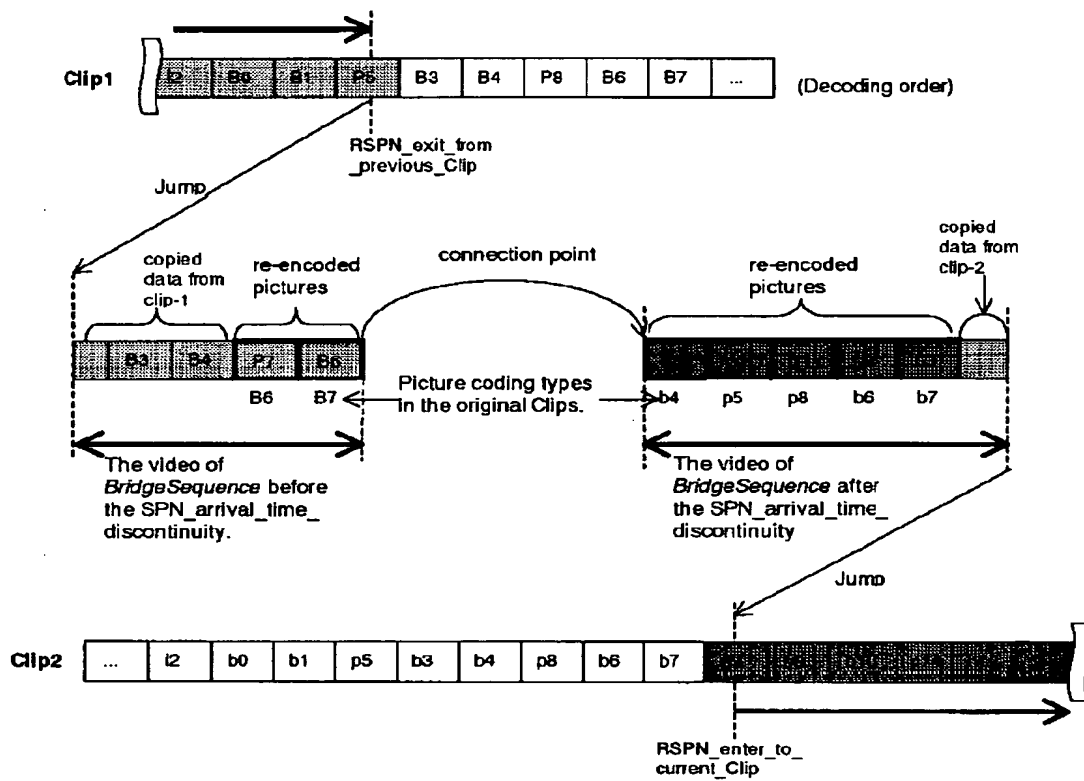 Clip1
I2 B0 B1 P5 B3 B4 P8 B6 B7 ...
(Decoding order)
RSPN_exit_from
_previous_Clip
Jump
copied
data from
clip-1
re-encoded
pictures
connection point
re-encoded
pictures
copied
data from
clip-2
B3 B4 P7 B6
B6 B7
Picture coding types
in the original Clips.
b4 p5 p8 b6 b7
The video of
BridgeSequence before
the SPN_arrival_time_
discontinuity.
The video of
BridgeSequence after
the SPN_arrival_time_
discontinuity
Jump
Clip2
... i2 b0 b1 p5 b3 b4 p8 b6 b7
RSPN_enter_to_
current_Clip